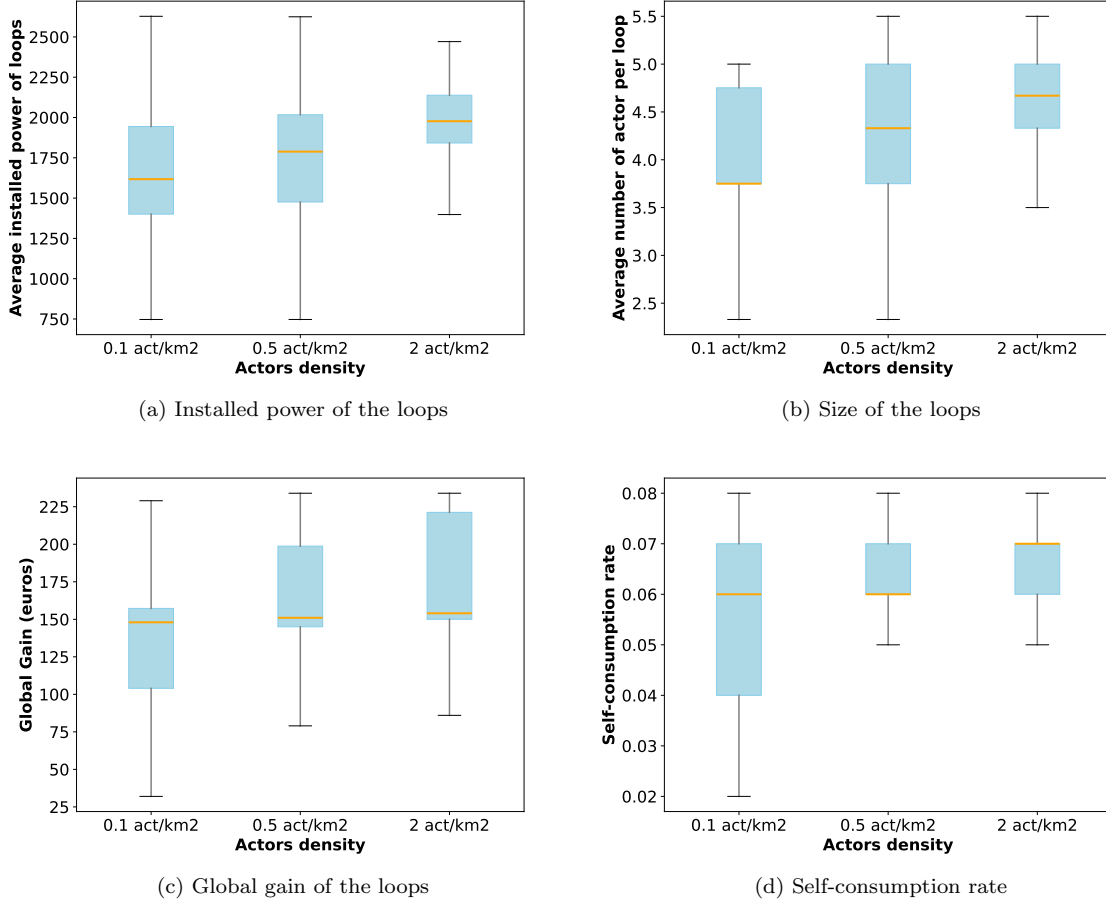 2500
2250
2000
1750
1500
1250
1000
750
Average installed power of loops
0.1 act/km2 0.5 act/km2 2 act/km2
Actors density
(a) Installed power of the loops
5.5
5.0
4.5
4.0
3.5
3.0
2.5
Average number of actor per loop
0.1 act/km2 0.5 act/km2 2 act/km2
Actors density
(b) Size of the loops
225
200
175
150
125
100
75
50
25
Global Gain (euros)
0.1 act/km2 0.5 act/km2 2 act/km2
Actors density
(c) Global gain of the loops
0.08
0.07
0.06
0.05
0.04
0.03
0.02
Self-consumption rate
0.1 act/km2 0.5 act/km2 2 act/km2
Actors density
(d) Self-consumption rate